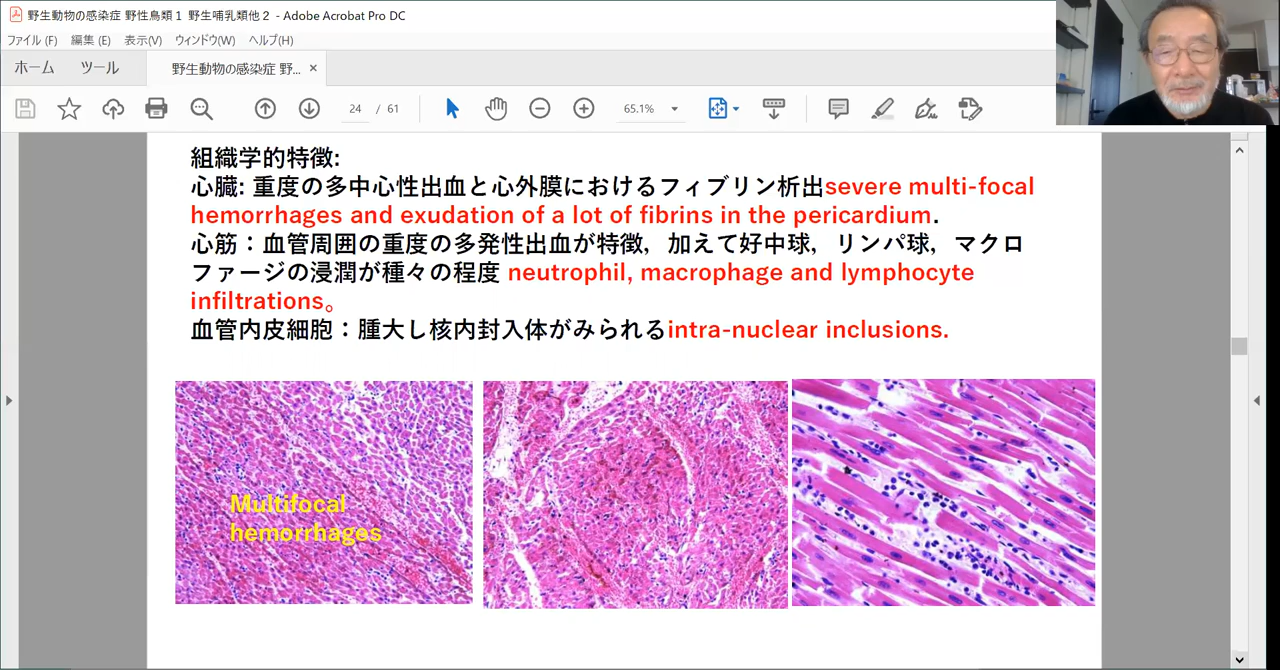 野生動物の感染症 野性鳥類１ 野生哺乳類他２ - Adobe Acrobat Pro DC
ファイル(F) 編集(E) 表示(V) ウィンドウ(W) ヘルプ(H)
ホーム ツール 野生動物の感染症 野... ×
24 / 61 65.1%
組織学的特徴:
心臓: 重度の多中心性出血と心外膜におけるフィブリン析出severe multi-focal
hemorrhages and exudation of a lot of fibrins in the pericardium.
心筋：血管周囲の重度の多発性出血が特徴，加えて好中球，リンパ球，マクロ
ファージの浸潤が種々の程度 neutrophil, macrophage and lymphocyte
infiltrations。
血管内皮細胞：腫大し核内封入体がみられるintra-nuclear inclusions.
Multifocal
hemorrhages